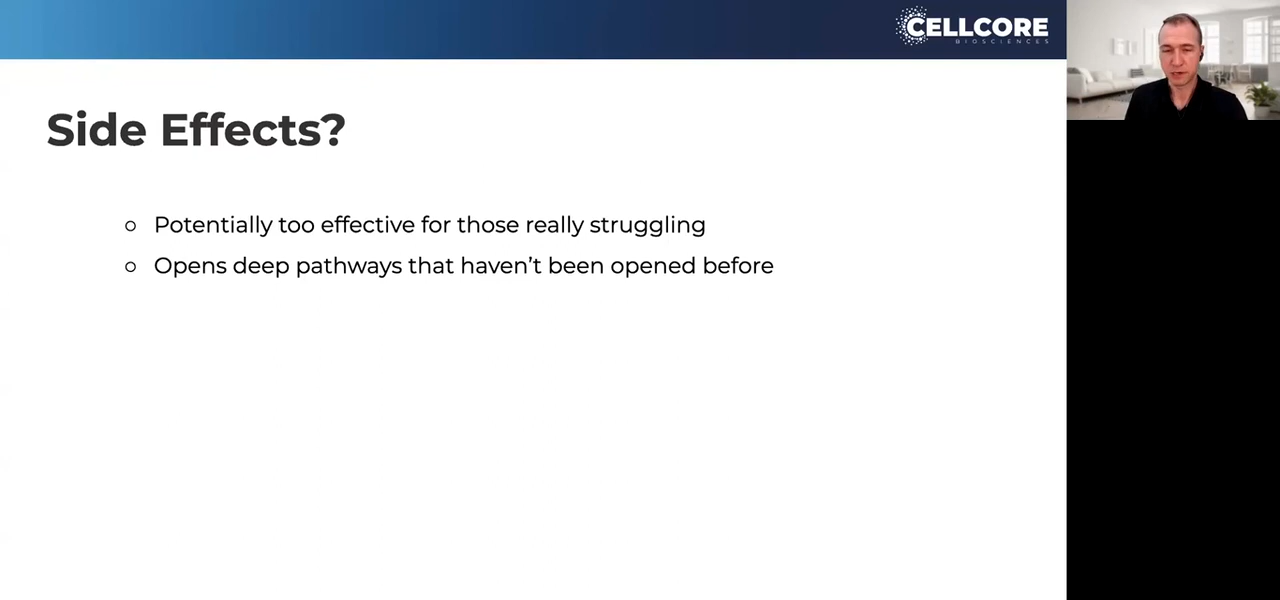 CELLCORE
BIOSCIENCES
Side Effects?
Potentially too effective for those really struggling
Opens deep pathways that haven't been opened before